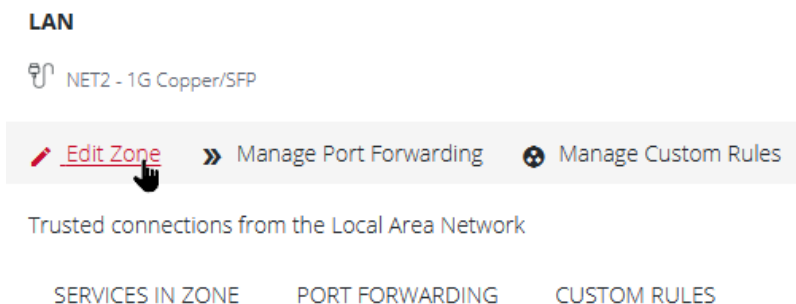 LAN
NET2 - 1G Copper/SFP
Edit Zone Manage Port Forwarding Manage Custom Rules
Trusted connections from the Local Area Network
SERVICES IN ZONE PORT FORWARDING CUSTOM RULES